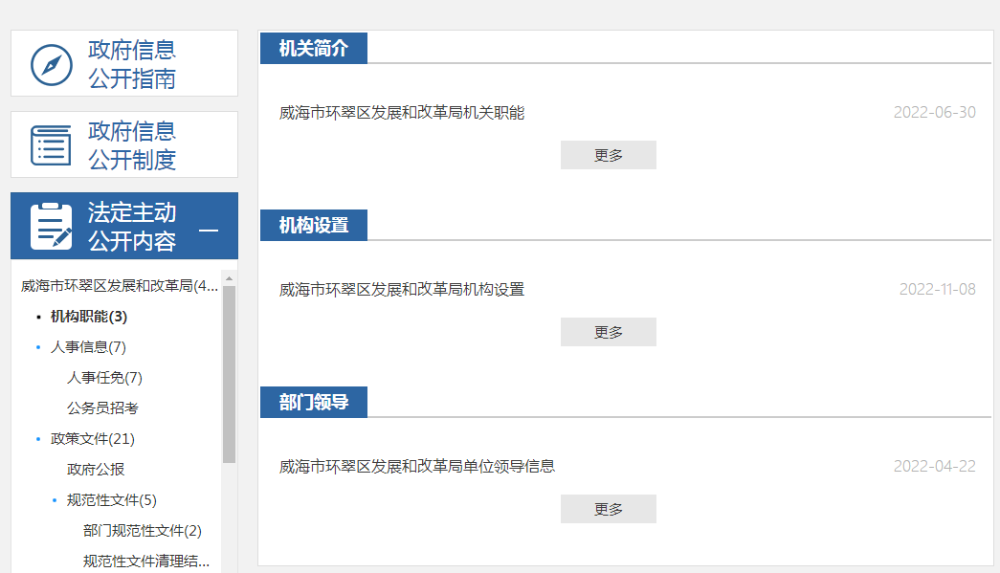 政府信息
公开指南
政府信息
公开制度
法定主动
公开内容
威海市环翠区发展和改革局(4...
机构职能(3)
人事信息(7)
人事任免(7)
公务员招考
政策文件(21)
政府公报
规范性文件(5)
部门规范性文件(2)
规范性文件清理结...
机关简介
威海市环翠区发展和改革局机关职能 2022-06-30
更多
机构设置
威海市环翠区发展和改革局机构设置 2022-11-08
更多
部门领导
威海市环翠区发展和改革局单位领导信息 2022-04-22
更多